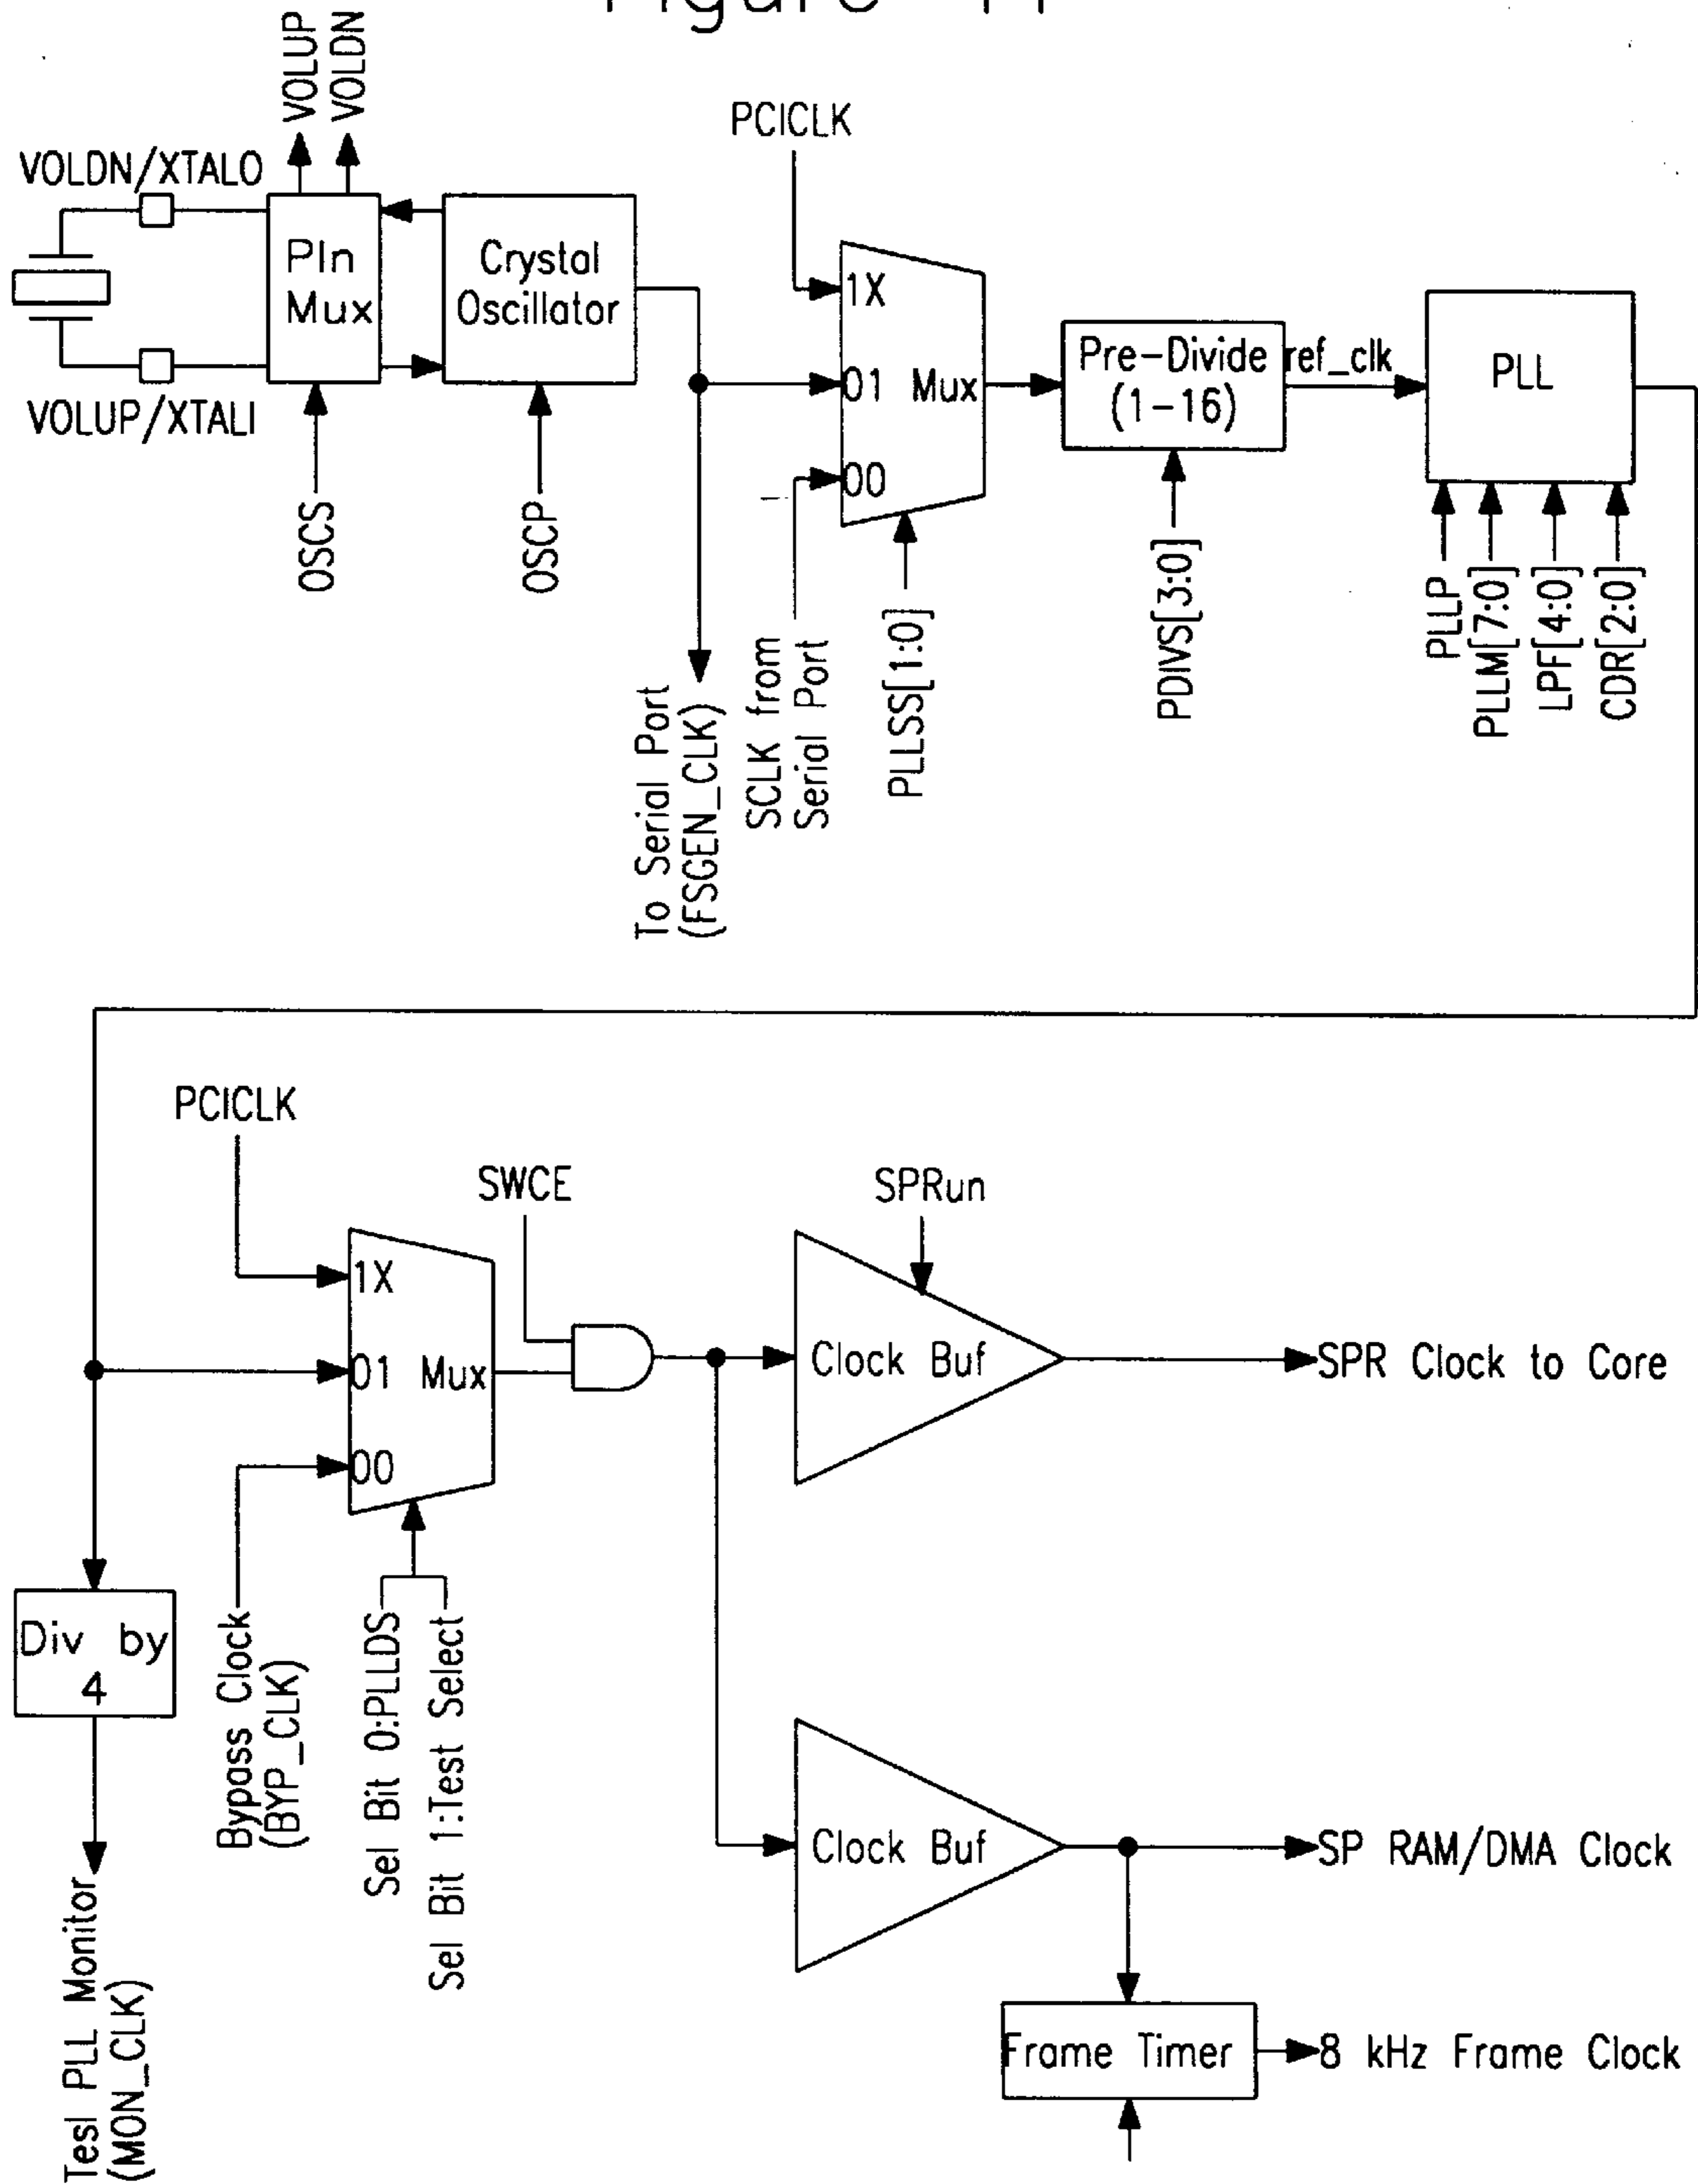 VOLUP
VOLDN
PCICLK
VOLDN/XTALO
PIn
Mux
Crystal
Oscillator
VOLUP/XTALI
OSCS
OSCP
1X
01 Mux
00
Pre-Divide
(1-16)
ref_clk
PLL
To Serial Port
(FSGEN_CLK)
SCLK from
Serial Port
PLLSS[1:0]
PDIVS[3:0]
PLLP
PLLM[7:0]
LPF[4:0]
CDR[2:0]
PCICLK
SWCE
SPRun
1X
01 Mux
00
Clock Buf
SPR Clock to Core
Div by
4
Bypass Clock
(BYP_CLK)
Sel Bit 0:PLLDS
Sel Bit 1:Test Select
Clock Buf
SP RAM/DMA Clock
Tesl PLL Monitor
(MON_CLK)
Frame Timer
8 kHz Frame Clock